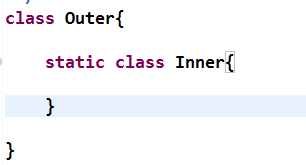 class Outer{
static class Inner{
}
}